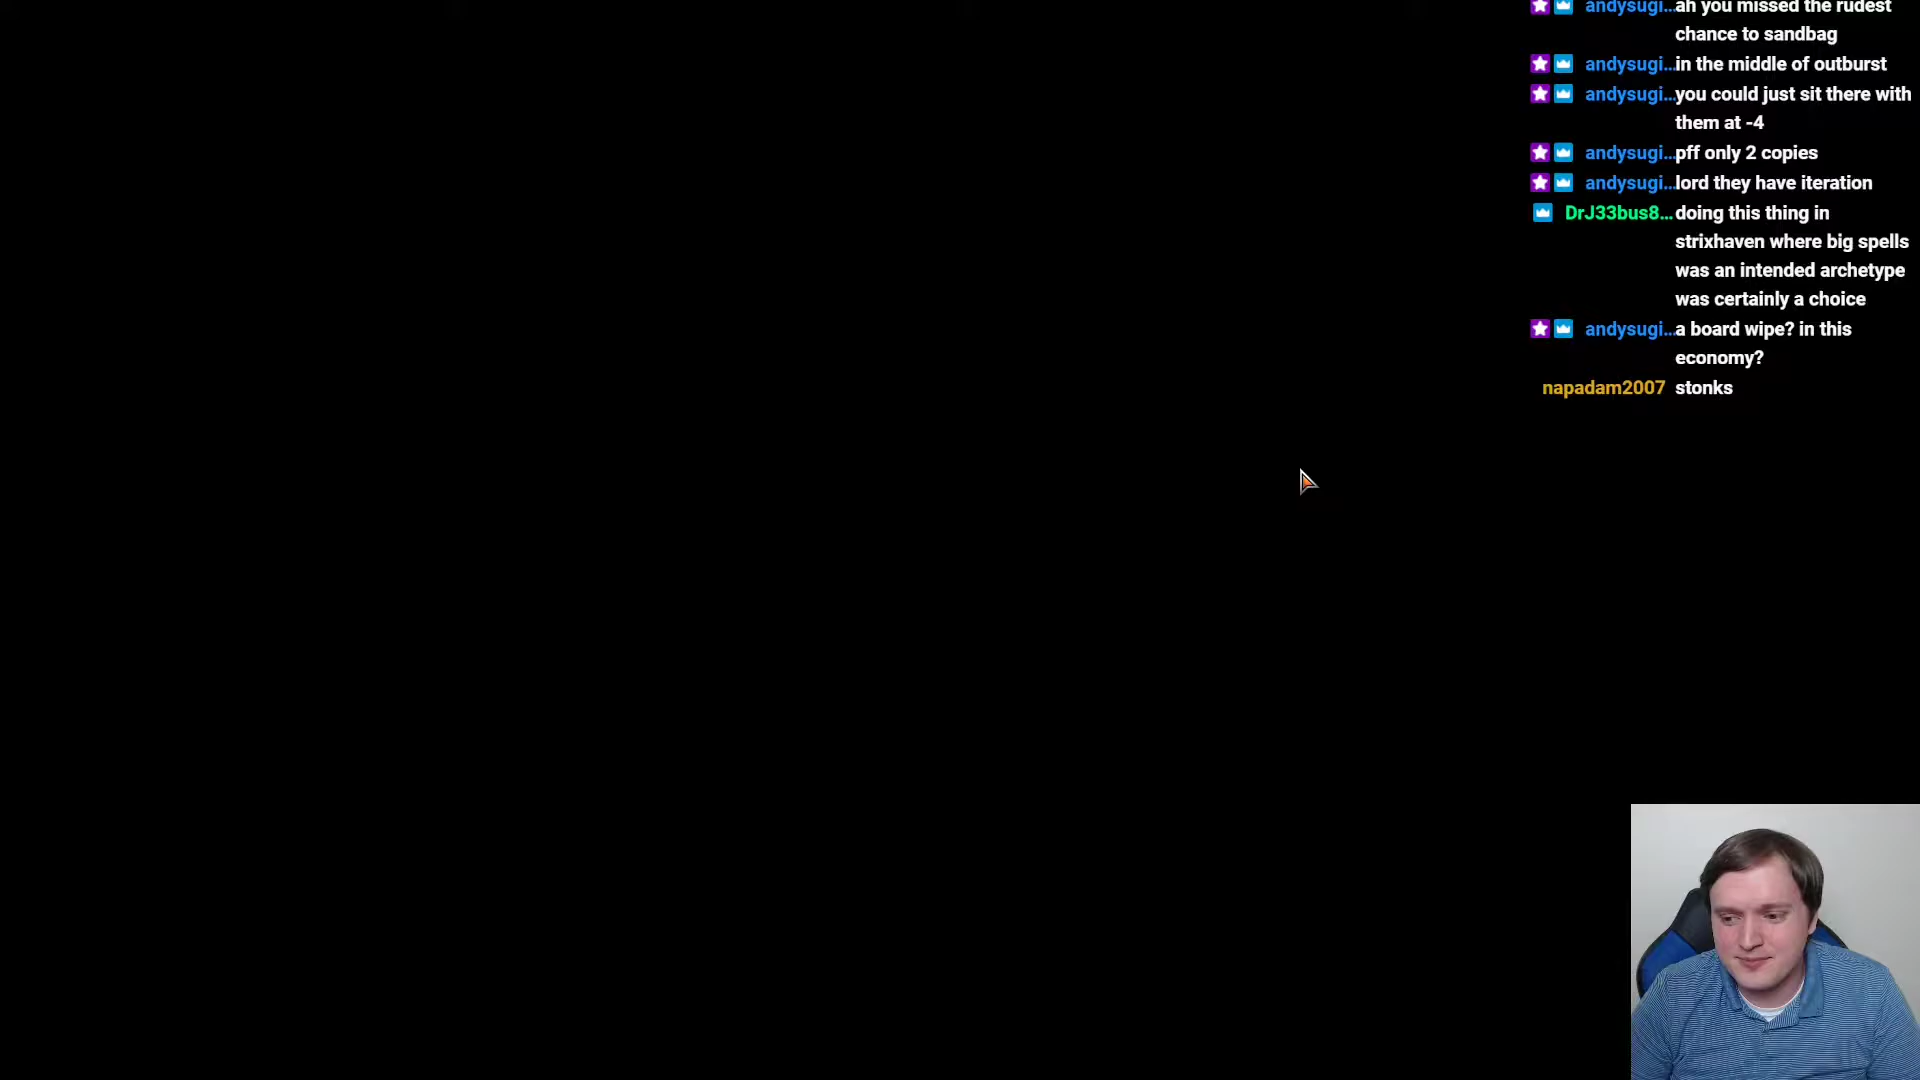 andysugi...ah you missed the rudest
chance to sandbag
andysugi...in the middle of outburst
andysugi...you could just sit there with
them at -4
andysugi...pff only 2 copies
andysugi...lord they have iteration
DrJ33bus8...doing this thing in
strixhaven where big spells
was an intended archetype
was certainly a choice
andysugi...a board wipe? in this
economy?
napadam2007 stonks